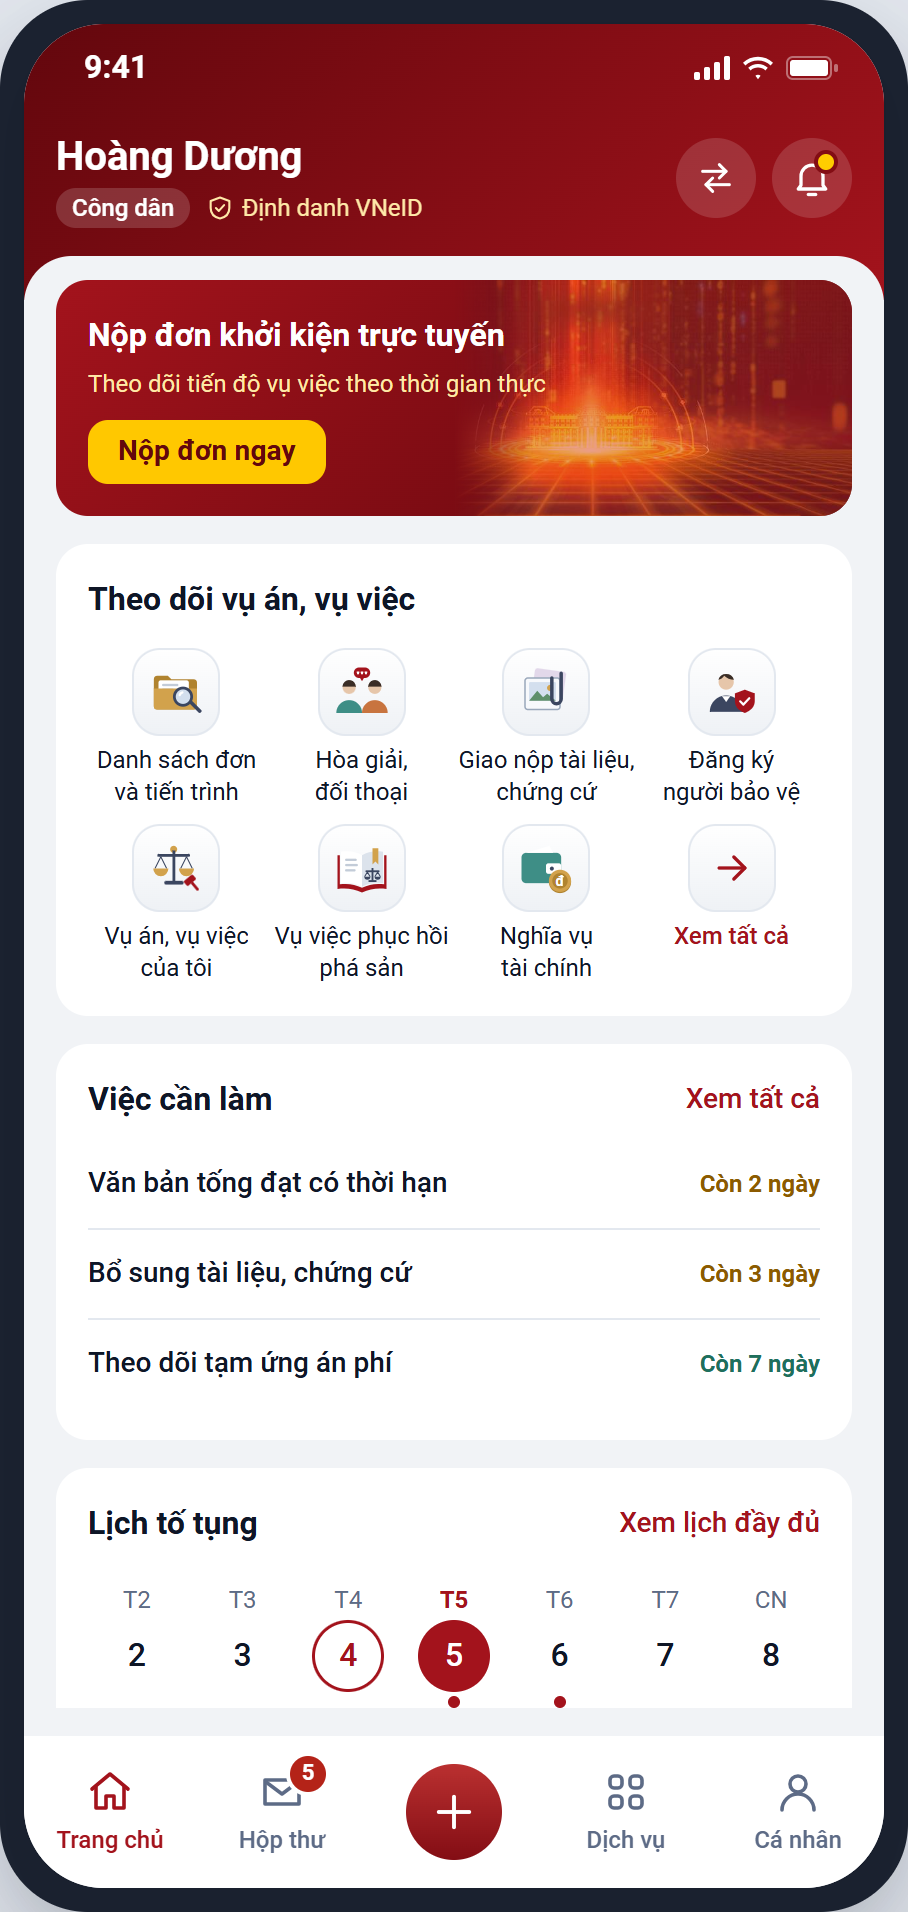 9:41
Hoàng Dương
Công dân
Định danh VNeID
Nộp đơn khởi kiện trực tuyến
Theo dõi tiến độ vụ việc theo thời gian thực
Nộp đơn ngay
Theo dõi vụ án, vụ việc
Danh sách đơn
và tiến trình
Hòa giải,
đối thoại
Giao nộp tài liệu,
chứng cứ
Đăng ký
người bảo vệ
đ
Vụ án, vụ việc
của tôi
Vụ việc phục hồi
phá sản
Nghĩa vụ
tài chính
Xem tất cả
Việc cần làm
Xem tất cả
Văn bản tống đạt có thời hạn
Còn 2 ngày
Bổ sung tài liệu, chứng cứ
Còn 3 ngày
Theo dõi tạm ứng án phí
Còn 7 ngày
Lịch tố tụng
Xem lịch đầy đủ
T2 T3 T4 T5 T6 T7 CN
2 3 4 5 6 7 8
5
Trang chủ
Hộp thư
Dịch vụ
Cá nhân